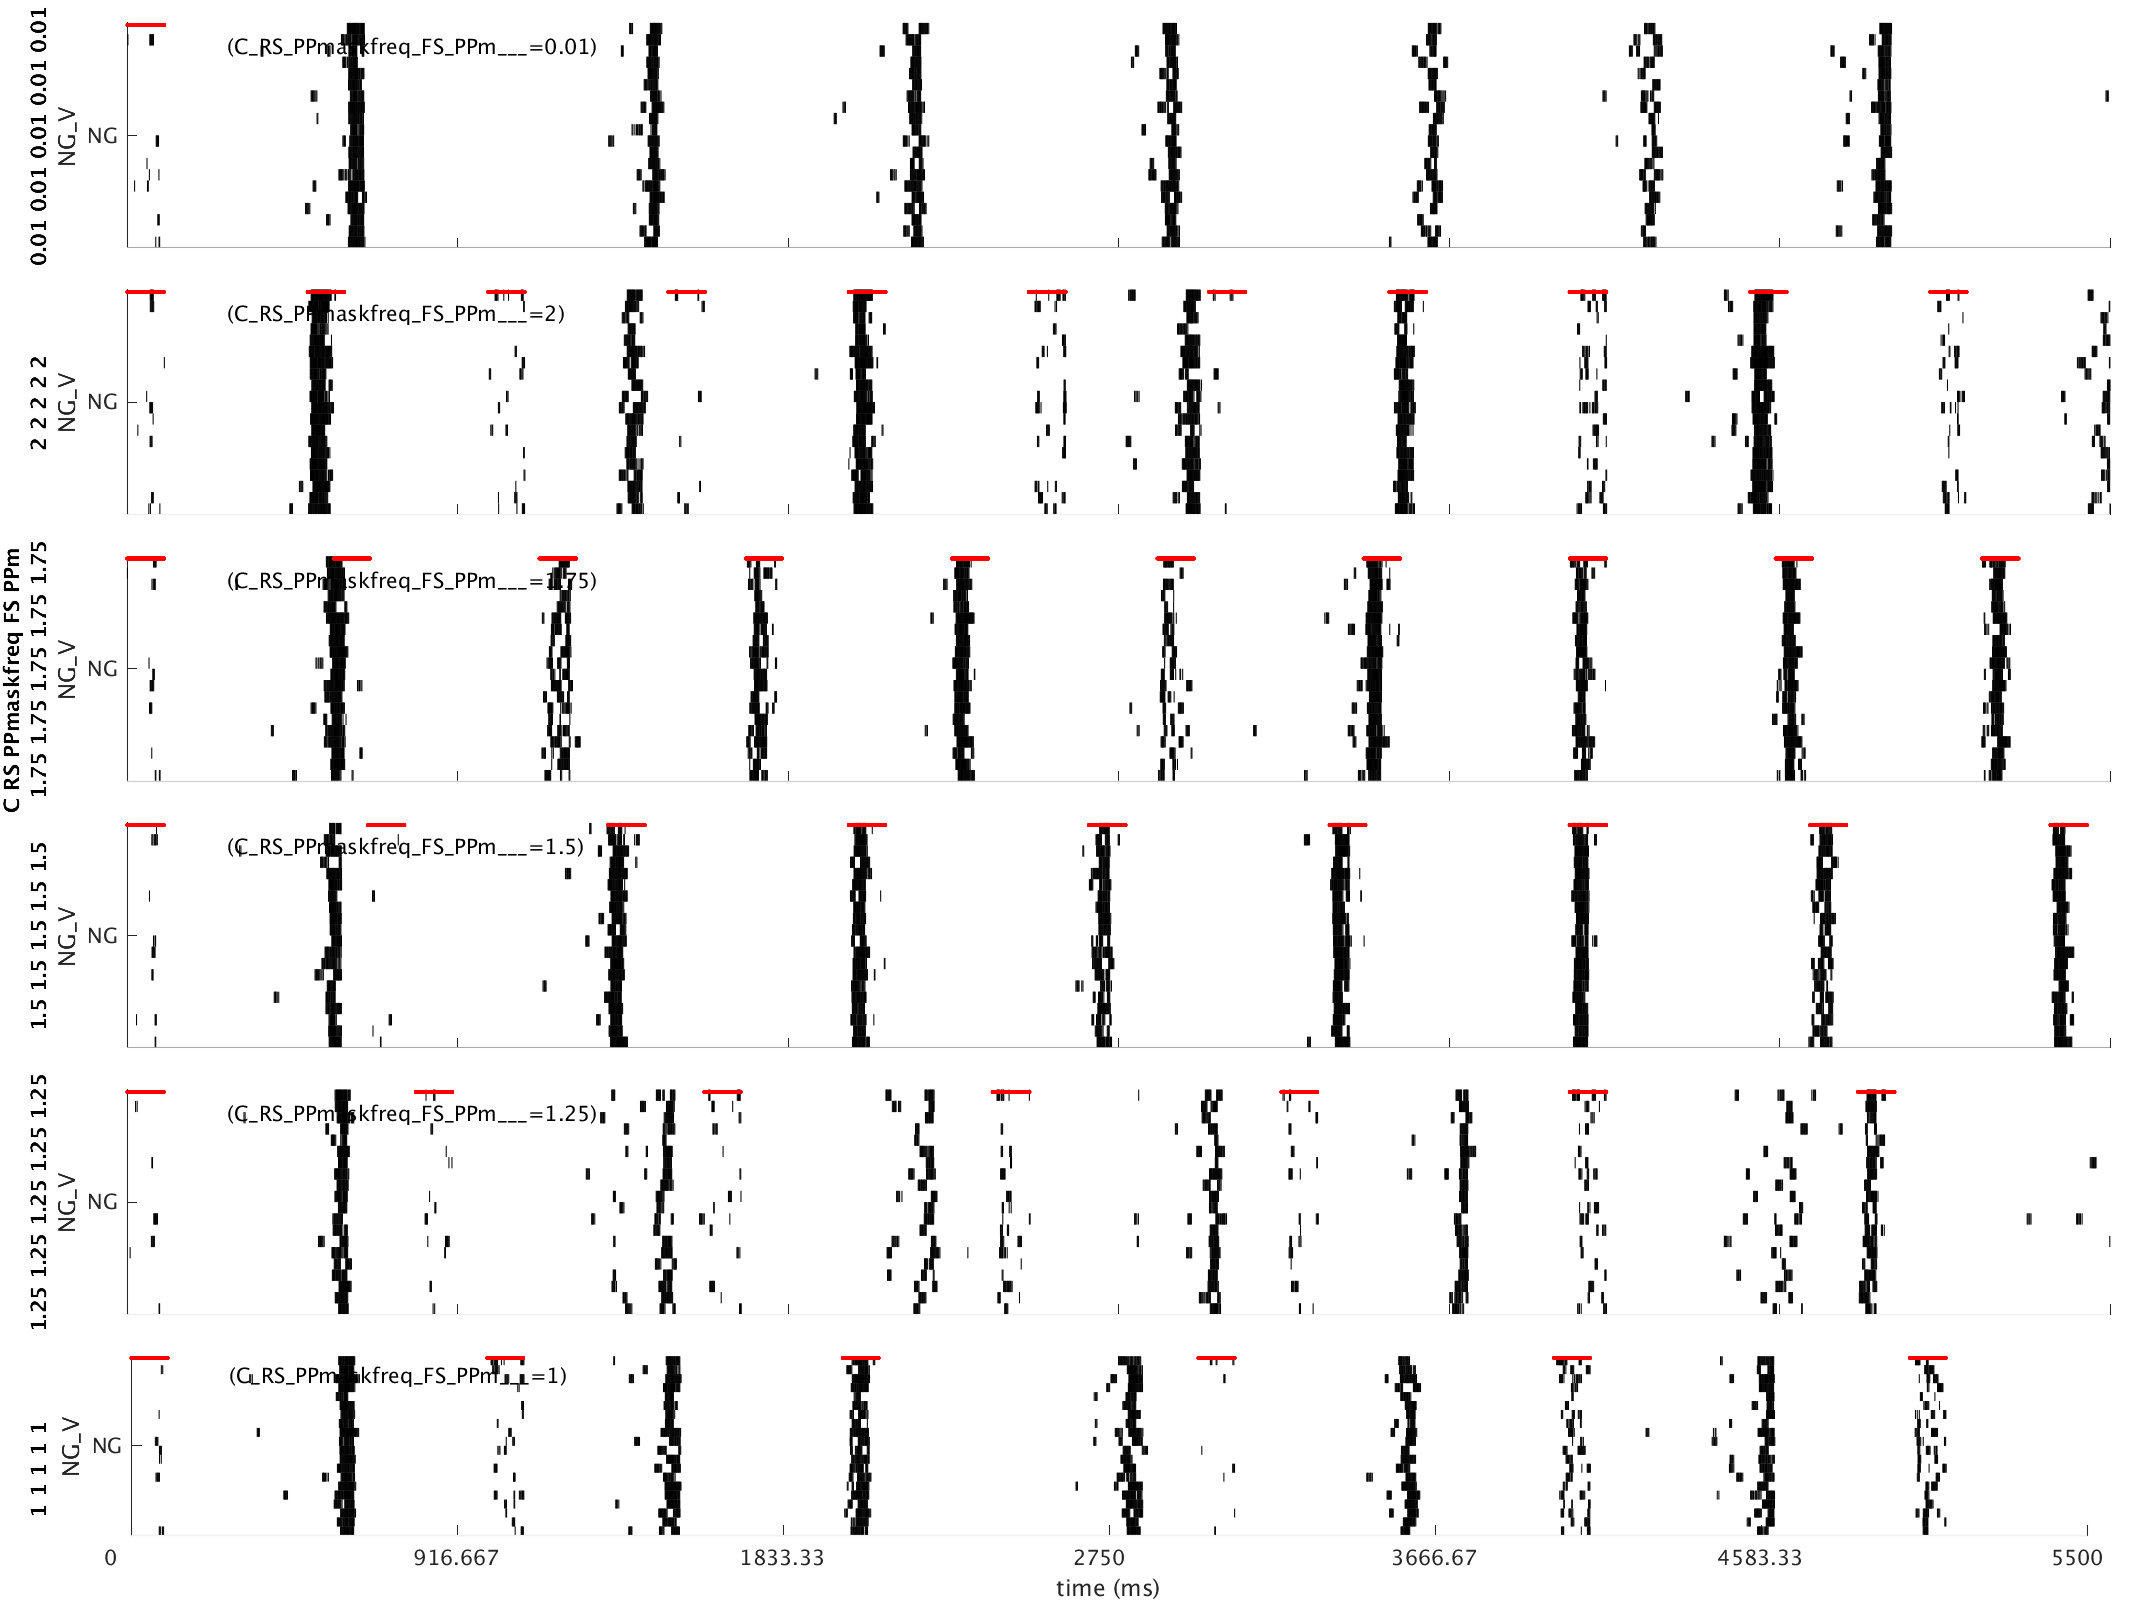 C RS PPmaskfreq FS PPm
0.01 0.01 0.01 0.01 0.01 0.01
NG_V
NG
(C_RS_PPmaskfreq_FS_PPm___=0.01)
2 2 2 2 2
NG_V
NG
(C_RS_PPmaskfreq_FS_PPm___=2)
1.75 1.75 1.75 1.75 1.75 1.75
NG_V
NG
(C_RS_PPmaskfreq_FS_PPm___=1.75)
1.5 1.5 1.5 1.5 1.5 1.5
NG_V
NG
(C_RS_PPmaskfreq_FS_PPm___=1.5)
1.25 1.25 1.25 1.25 1.25 1.25
NG_V
NG
(C_RS_PPmaskfreq_FS_PPm___=1.25)
1 1 1 1 1
NG_V
NG
(C_RS_PPmaskfreq_FS_PPm___=1)
0 916.667 1833.33 2750 3666.67 4583.33 5500
time (ms)